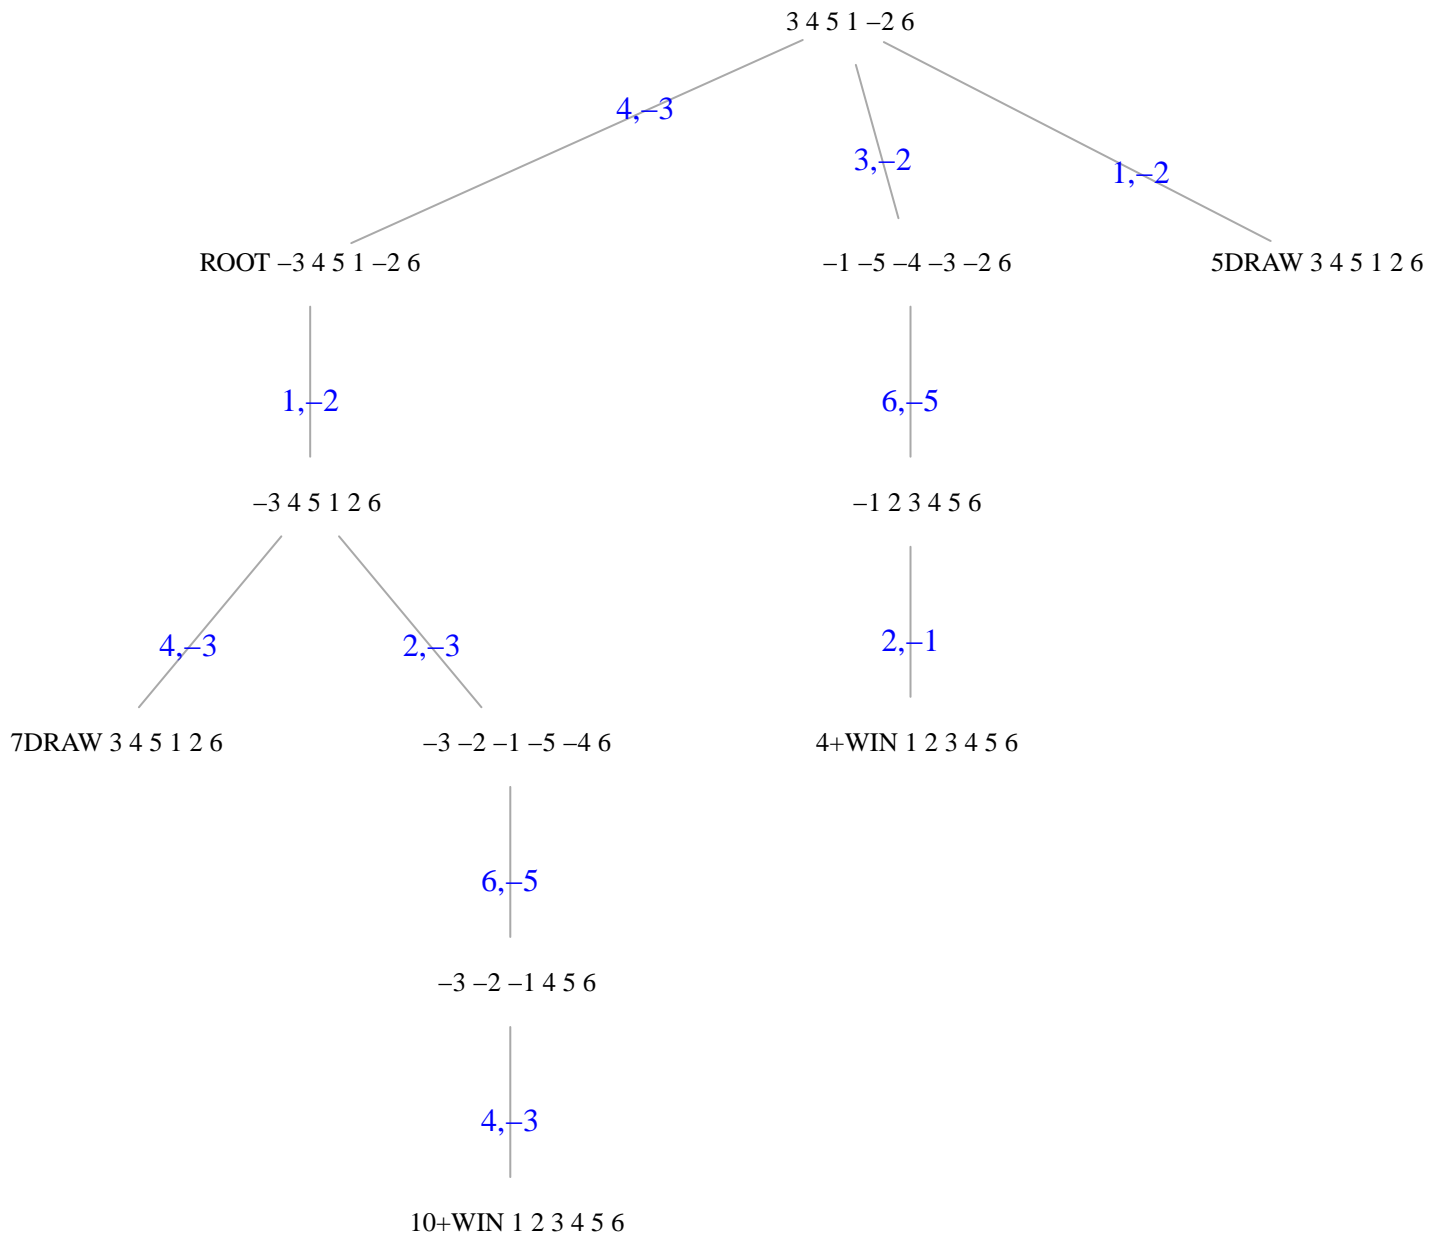 3 4 5 1 –2 6
4,–3
3,–2
1,–2
ROOT –3 4 5 1 –2 6
–1 –5 –4 –3 –2 6
5DRAW 3 4 5 1 2 6
1,–2
6,–5
–3 4 5 1 2 6
–1 2 3 4 5 6
4,–3
2,–3
2,–1
7DRAW 3 4 5 1 2 6
–3 –2 –1 –5 –4 6
4+WIN 1 2 3 4 5 6
6,–5
–3 –2 –1 4 5 6
4,–3
10+WIN 1 2 3 4 5 6